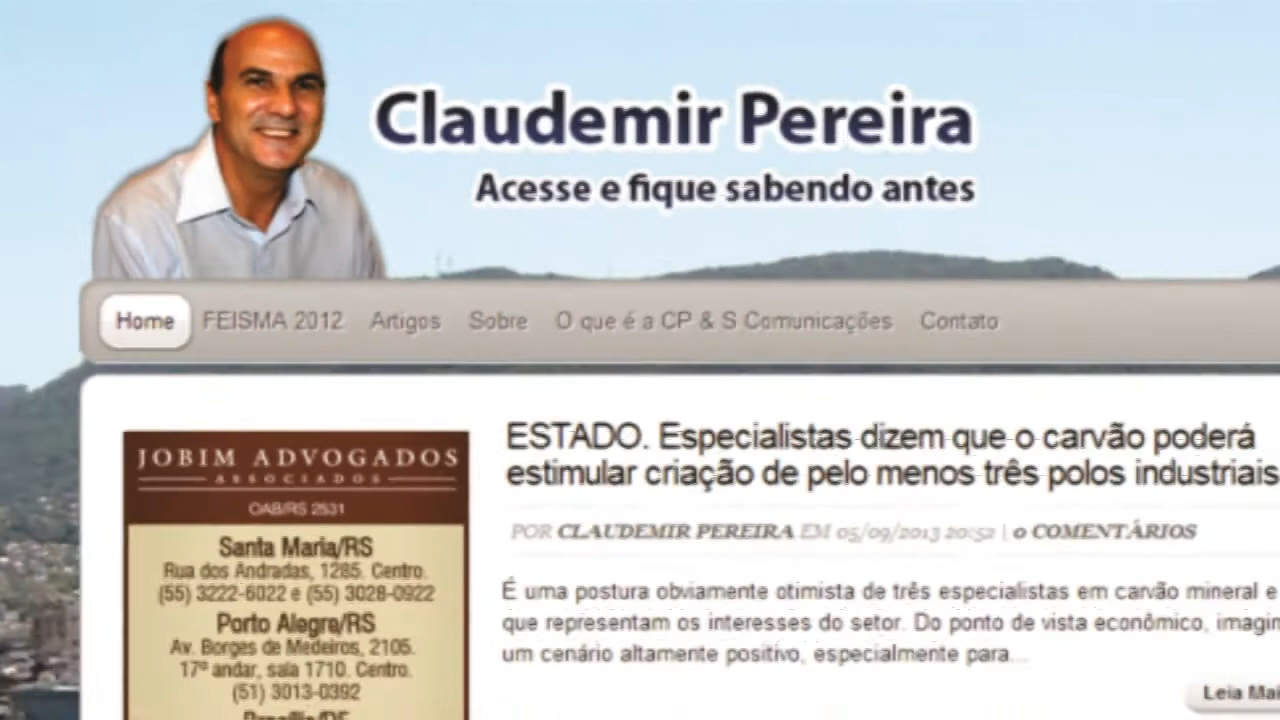 Claudemir Pereira
Acesse e fique sabendo antes
Home FEISMA 2012 Artigos Sobre O que é a CP & S Comunicações Contato
JOBIM ADVOGADOS
ASSOCIADOS
OAB/RS 2531
Santa Maria/RS
Rua dos Andradas, 1285. Centro.
(55) 3222-6022 e (55) 3028-0922
Porto Alegre/RS
Av. Borges de Medeiros, 2105.
17º andar, sala 1710. Centro.
(51) 3013-0392
Brasília/DF
ESTADO. Especialistas dizem que o carvão poderá
estimular criação de pelo menos três polos industriais
POR CLAUDEMIR PEREIRA EM 05/09/2013 20:52 | 0 COMENTÁRIOS
É uma postura obviamente otimista de três especialistas em carvão mineral e
que representam os interesses do setor. Do ponto de vista econômico, imagin
um cenário altamente positivo, especialmente para...
Leia Mai